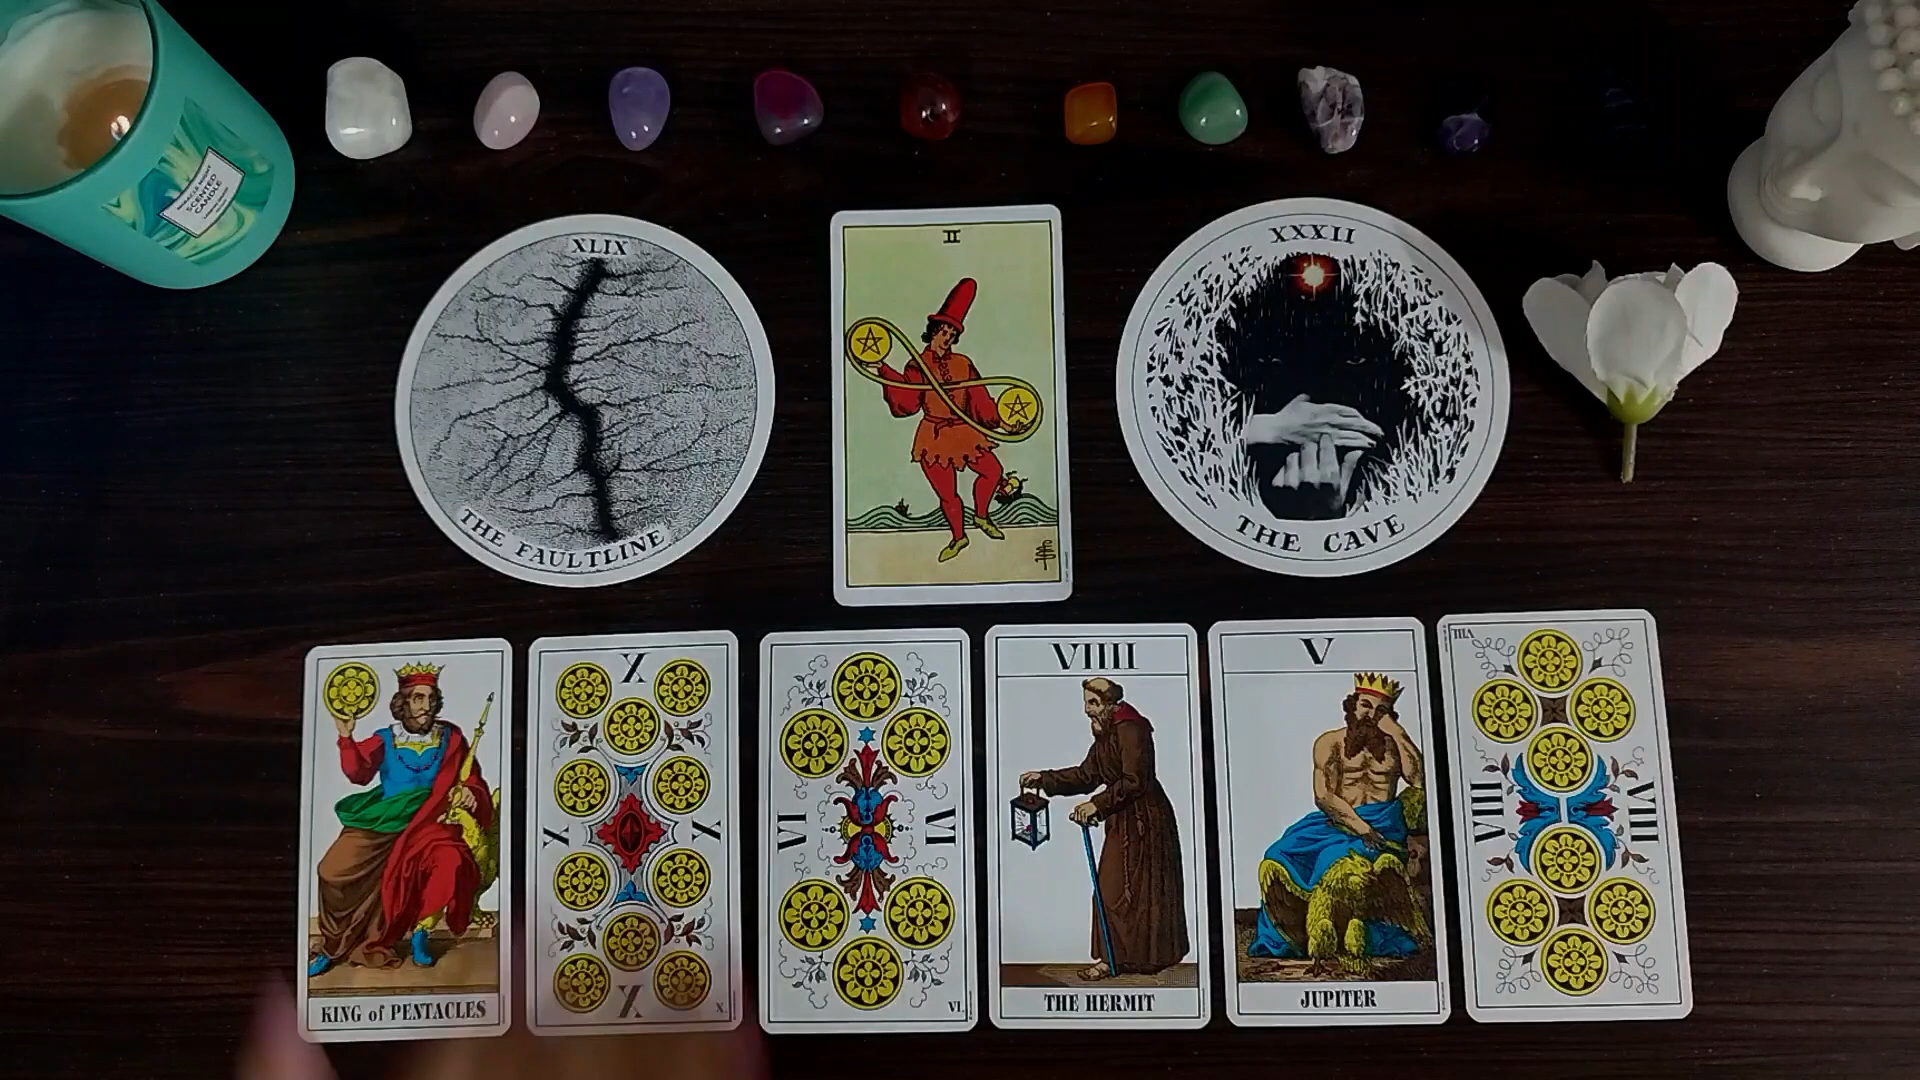 SCENTED
CANDLE
XLIX
THE FAULTLINE
II
XXXII
THE CAVE
KING of PENTACLES
X
X
X
X
X.
VI
VI
VI.
VIIII
THE HERMIT
V
JUPITER
VIII
VIII
VIII